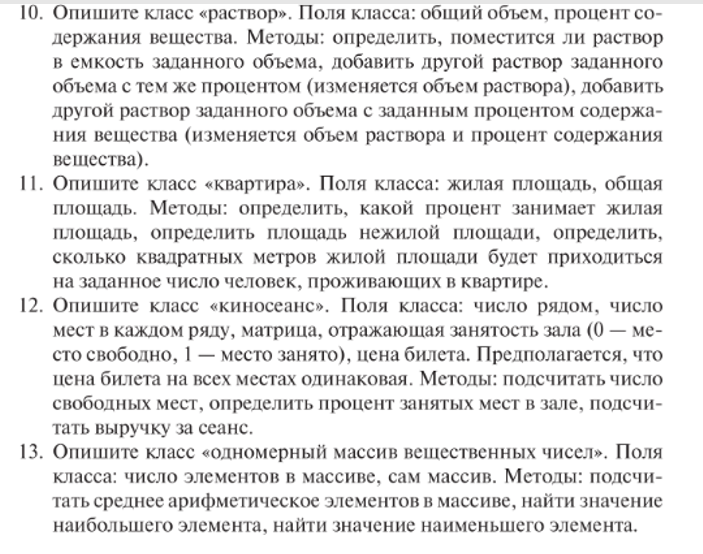 10. Опишите класс «раствор». Поля класса: общий объем, процент со-
держания вещества. Методы: определить, поместится ли раствор
в емкость заданного объема, добавить другой раствор заданного
объема с тем же процентом (изменяется объем раствора), добавить
другой раствор заданного объема с заданным процентом содержа-
ния вещества (изменяется объем раствора и процент содержания
вещества).
11. Опишите класс «квартира». Поля класса: жилая площадь, общая
площадь. Методы: определить, какой процент занимает жилая
площадь, определить площадь нежилой площади, определить,
сколько квадратных метров жилой площади будет приходиться
на заданное число человек, проживающих в квартире.
12. Опишите класс «киносеанс». Поля класса: число рядом, число
мест в каждом ряду, матрица, отражающая занятость зала (0 — ме-
сто свободно, 1 — место занято), цена билета. Предполагается, что
цена билета на всех местах одинаковая. Методы: подсчитать число
свободных мест, определить процент занятых мест в зале, подсчи-
тать выручку за сеанс.
13. Опишите класс «одномерный массив вещественных чисел». Поля
класса: число элементов в массиве, сам массив. Методы: подсчи-
тать среднее арифметическое элементов в массиве, найти значение
наибольшего элемента, найти значение наименьшего элемента.